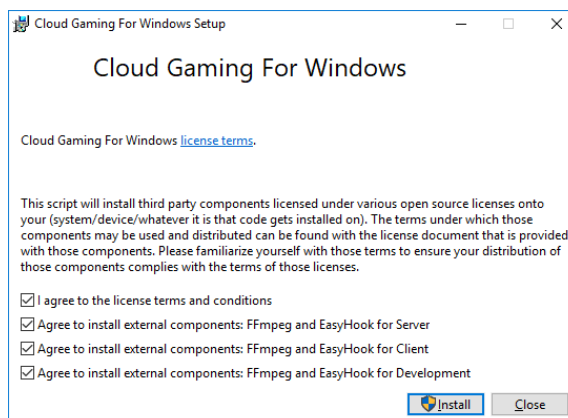 Cloud Gaming For Windows Setup
Cloud Gaming For Windows
Cloud Gaming For Windows license terms.
This script will install third party components licensed under various open source licenses onto
your (system/device/whatever it is that code gets installed on). The terms under which those
components may be used and distributed can be found with the license document that is provided
with those components. Please familiarize yourself with those terms to ensure your distribution of
those components complies with the terms of those licenses.
I agree to the license terms and conditions
Agree to install external components: FFmpeg and EasyHook for Server
Agree to install external components: FFmpeg and EasyHook for Client
Agree to install external components: FFmpeg and EasyHook for Development
Install Close